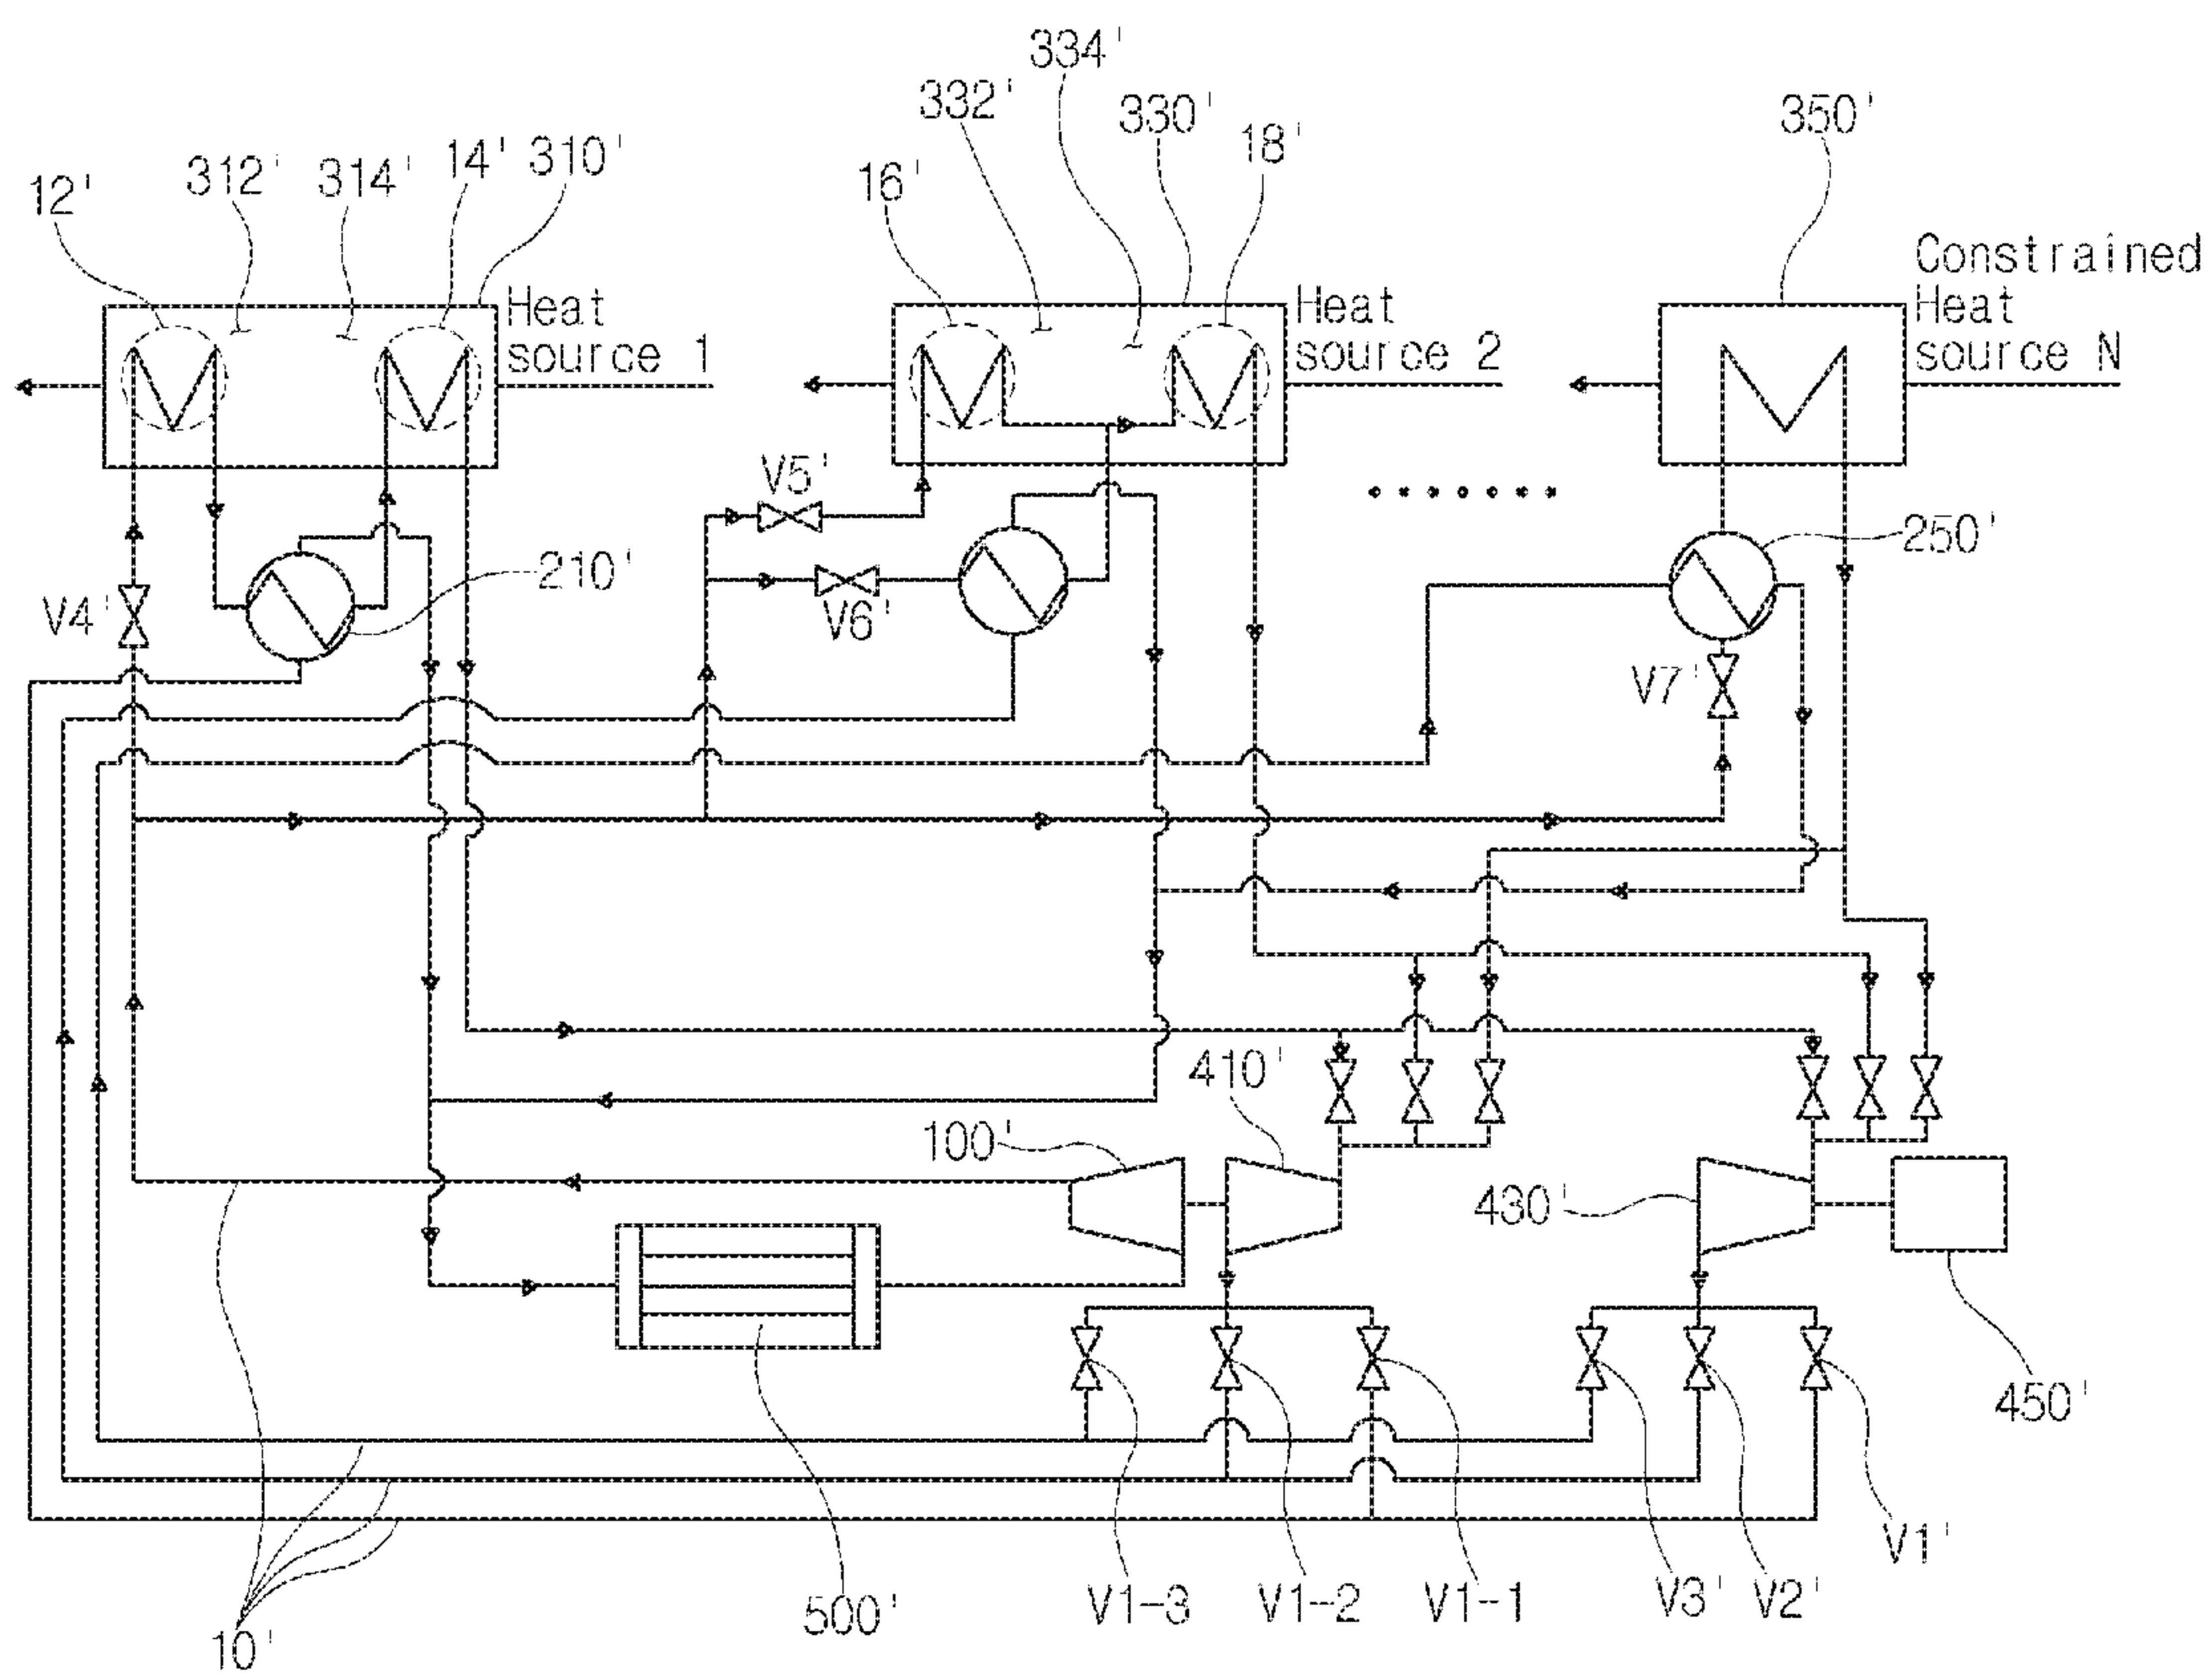 334'
332'
330'
350'
18'
14'
310'
312'
314'
16'
12'
Constrained
Heat
source N
Heat
source 1
Heat
source 2
V5'
250'
210'
V4'
V6'
V7'
410'
100'
430'
450'
V1'
V1-3
V1-2
V1-1
V3'
V2'
500'
10'